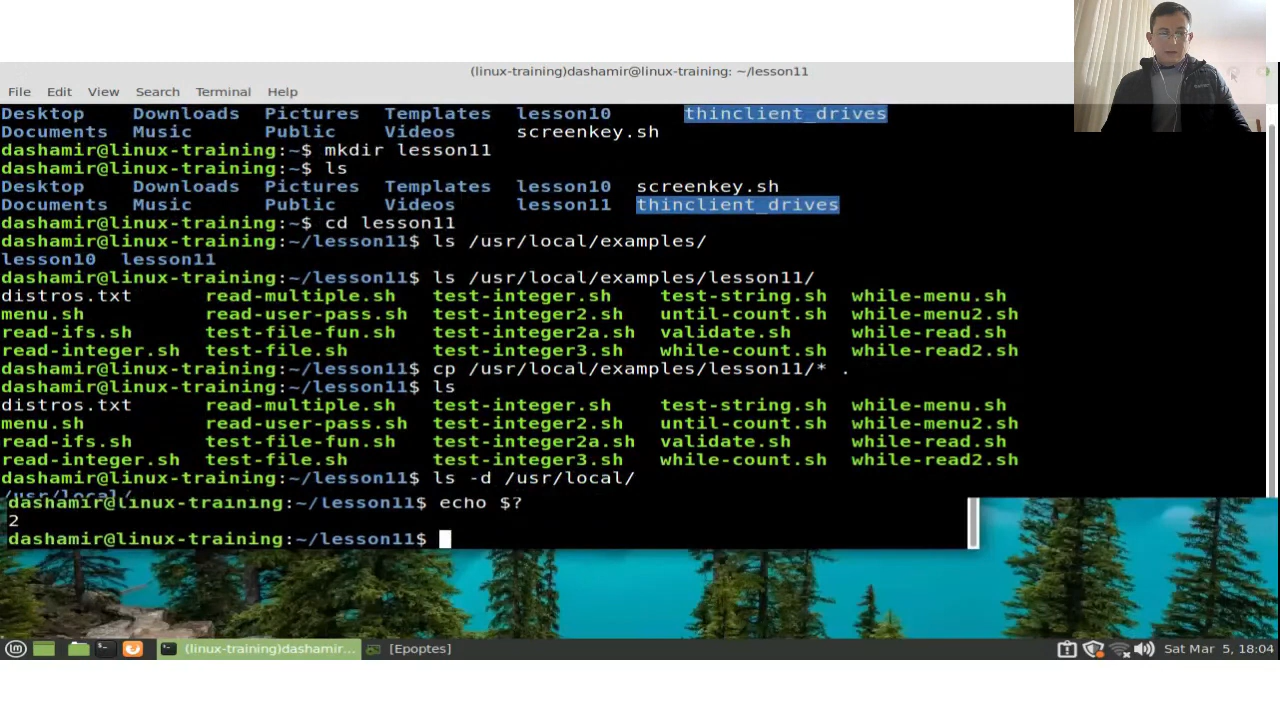 (linux-training)dashamir@linux-training: ~/lesson11
File Edit View Search Terminal Help
Desktop Downloads Pictures Templates lesson10 thinclient_drives
Documents Music Public Videos screenkey.sh
dashamir@linux-training:~$ mkdir lesson11
dashamir@linux-training:~$ ls
Desktop Downloads Pictures Templates lesson10 screenkey.sh
Documents Music Public Videos lesson11 thinclient_drives
dashamir@linux-training:~$ cd lesson11
dashamir@linux-training:~/lesson11$ ls /usr/local/examples/
lesson10 lesson11
dashamir@linux-training:~/lesson11$ ls /usr/local/examples/lesson11/
distros.txt read-multiple.sh test-integer.sh test-string.sh while-menu.sh
menu.sh read-user-pass.sh test-integer2.sh until-count.sh while-menu2.sh
read-ifs.sh test-file-fun.sh test-integer2a.sh validate.sh while-read.sh
read-integer.sh test-file.sh test-integer3.sh while-count.sh while-read2.sh
dashamir@linux-training:~/lesson11$ cp /usr/local/examples/lesson11/* .
dashamir@linux-training:~/lesson11$ ls
distros.txt read-multiple.sh test-integer.sh test-string.sh while-menu.sh
menu.sh read-user-pass.sh test-integer2.sh until-count.sh while-menu2.sh
read-ifs.sh test-file-fun.sh test-integer2a.sh validate.sh while-read.sh
read-integer.sh test-file.sh test-integer3.sh while-count.sh while-read2.sh
dashamir@linux-training:~/lesson11$ ls -d /usr/local/
/usr/local/
dashamir@linux-training:~/lesson11$ echo $?
2
dashamir@linux-training:~/lesson11$
(linux-training)dashamir... [Epoptes] Sat Mar 5, 18:04